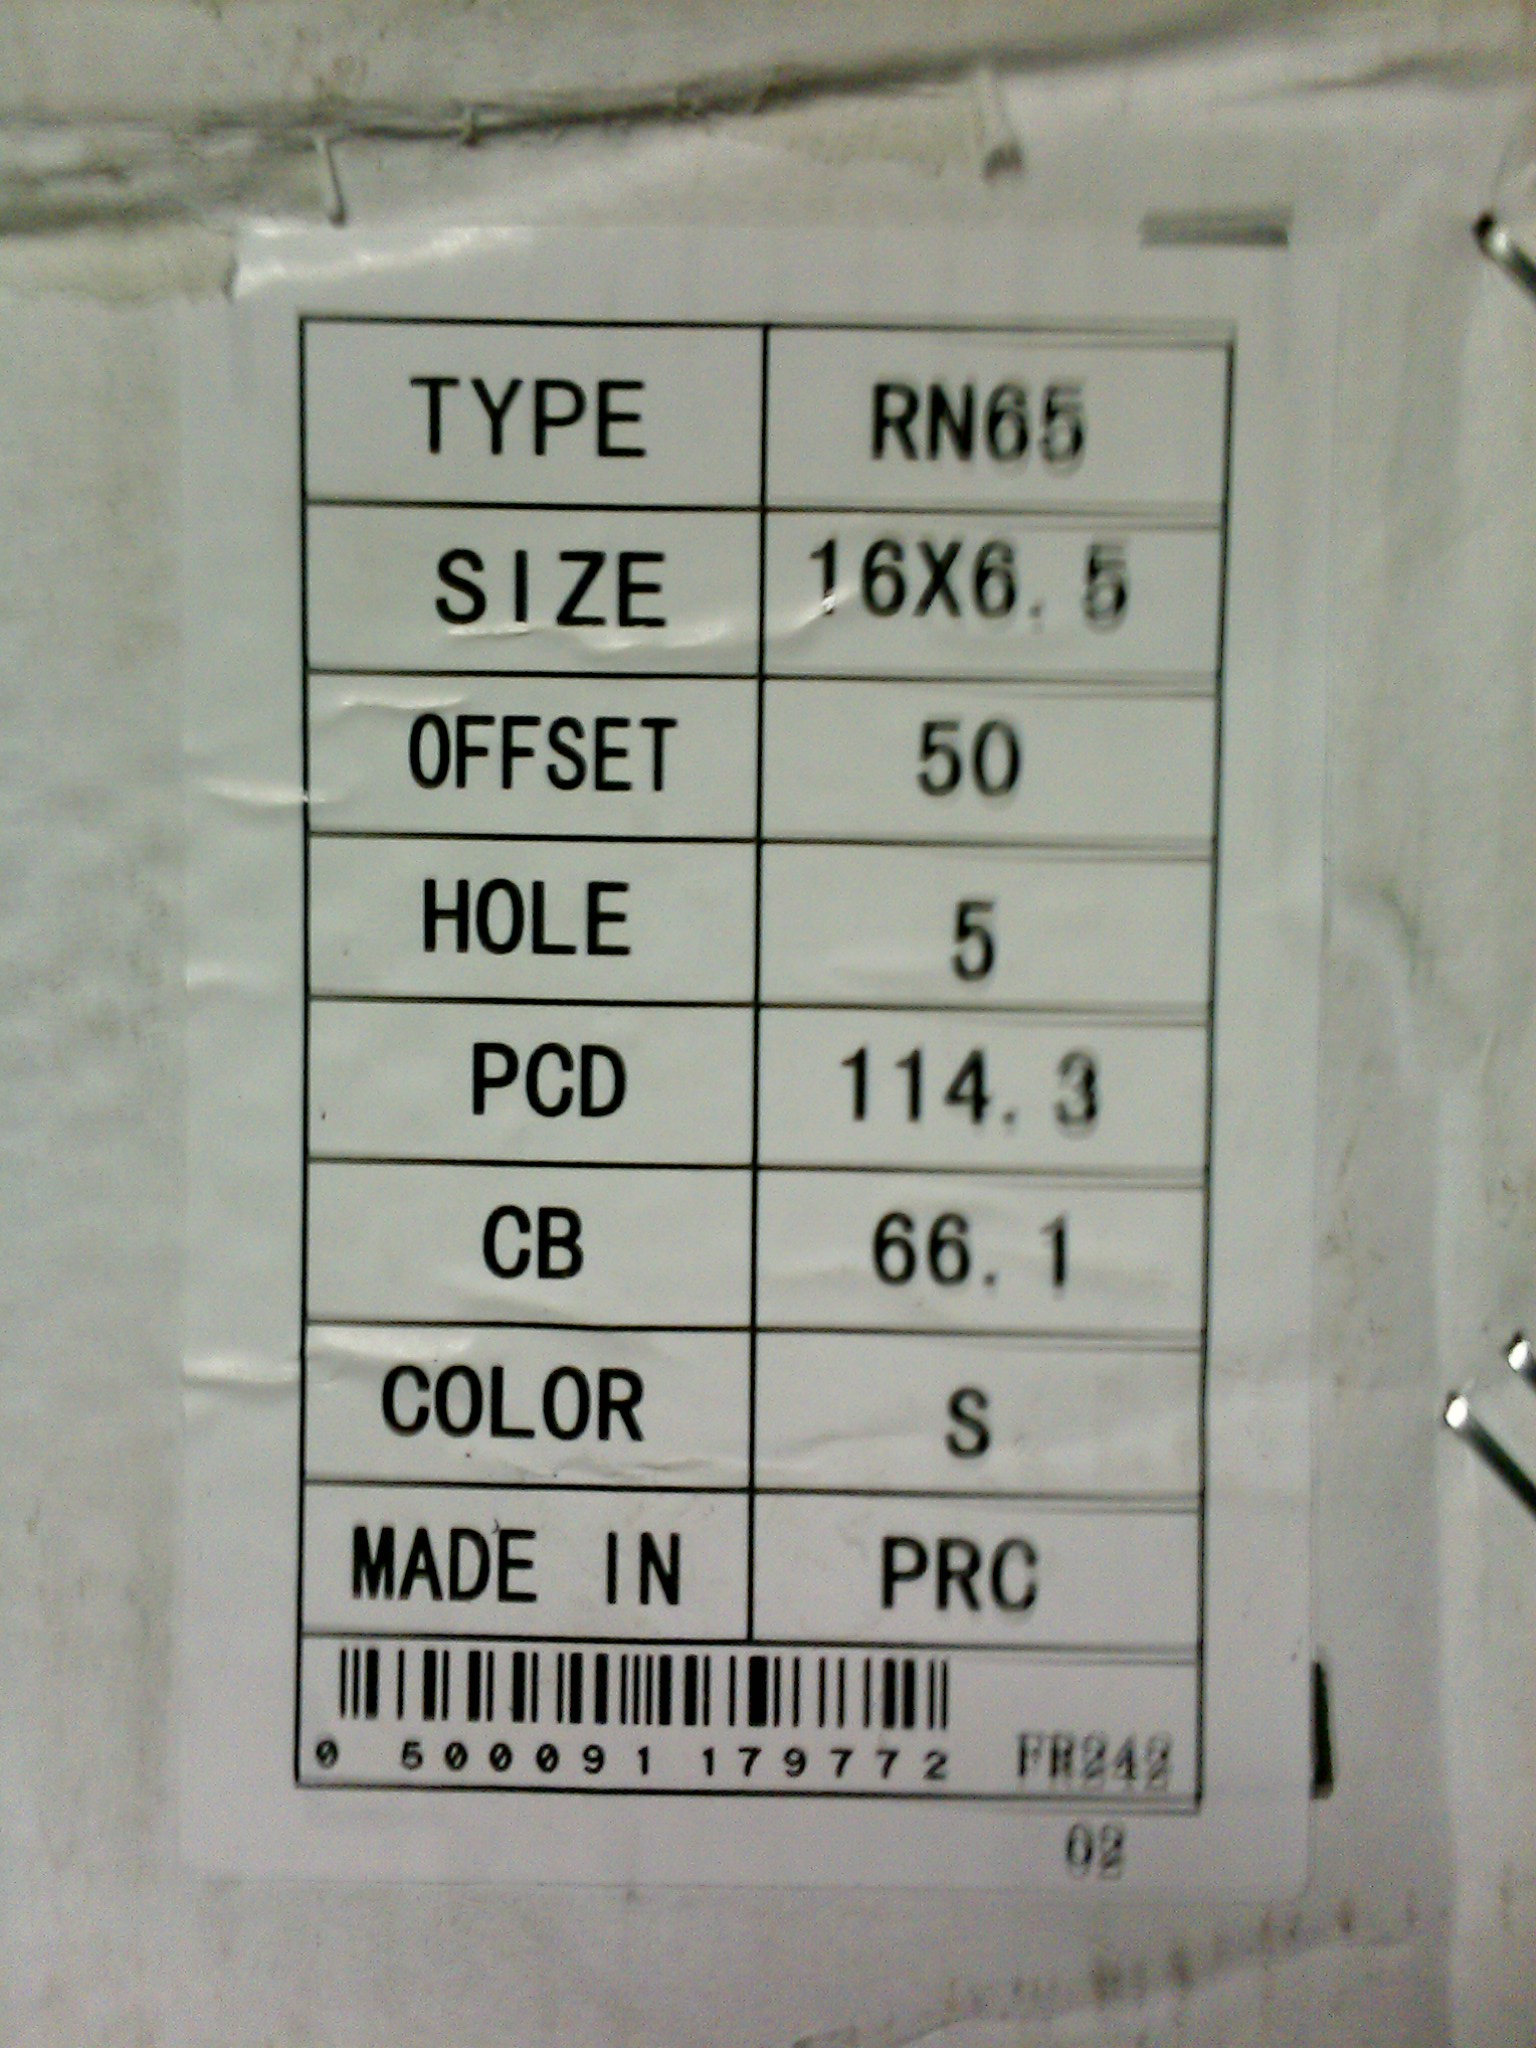 TYPE RN65
SIZE 16X6.5
OFFSET 50
HOLE 5
PCD 114.3
CB 66.1
COLOR S
MADE IN PRC
0 500091 179772 FR242
02